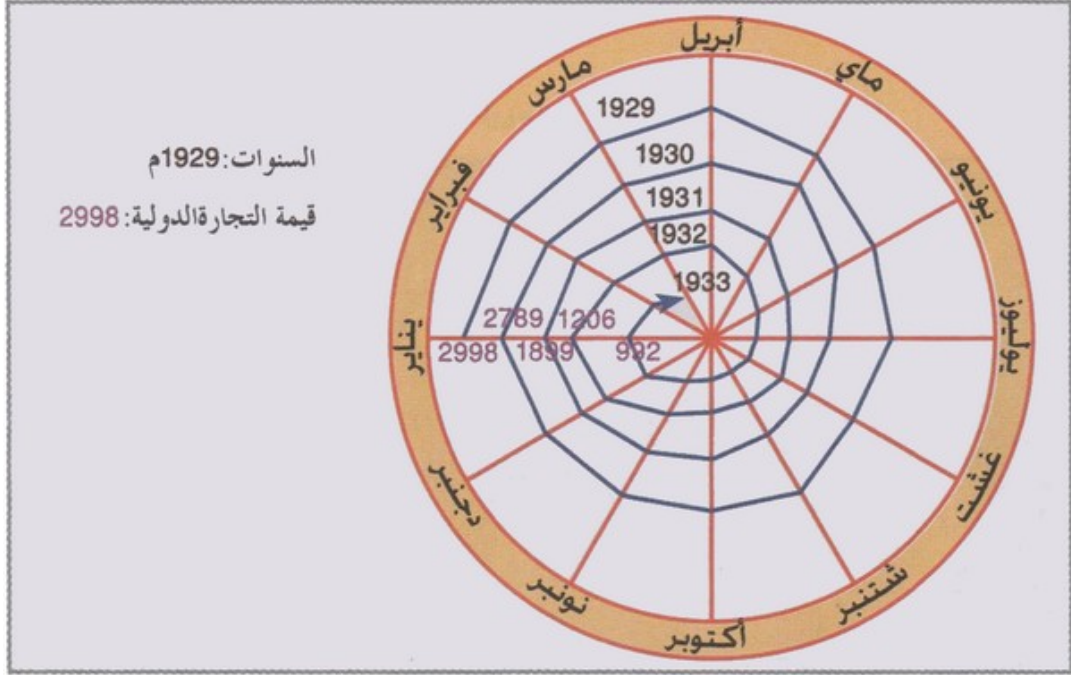 السنوات: 1929م
قيمة التجارة الدولية: 2998
أبريل
ماي
يونيو
يوليوز
غشت
شتنبر
أكتوبر
نونبر
دجنبر
يناير
فبراير
مارس
1929
1930
1931
1932
1933
2789 1206
2998 1899 992